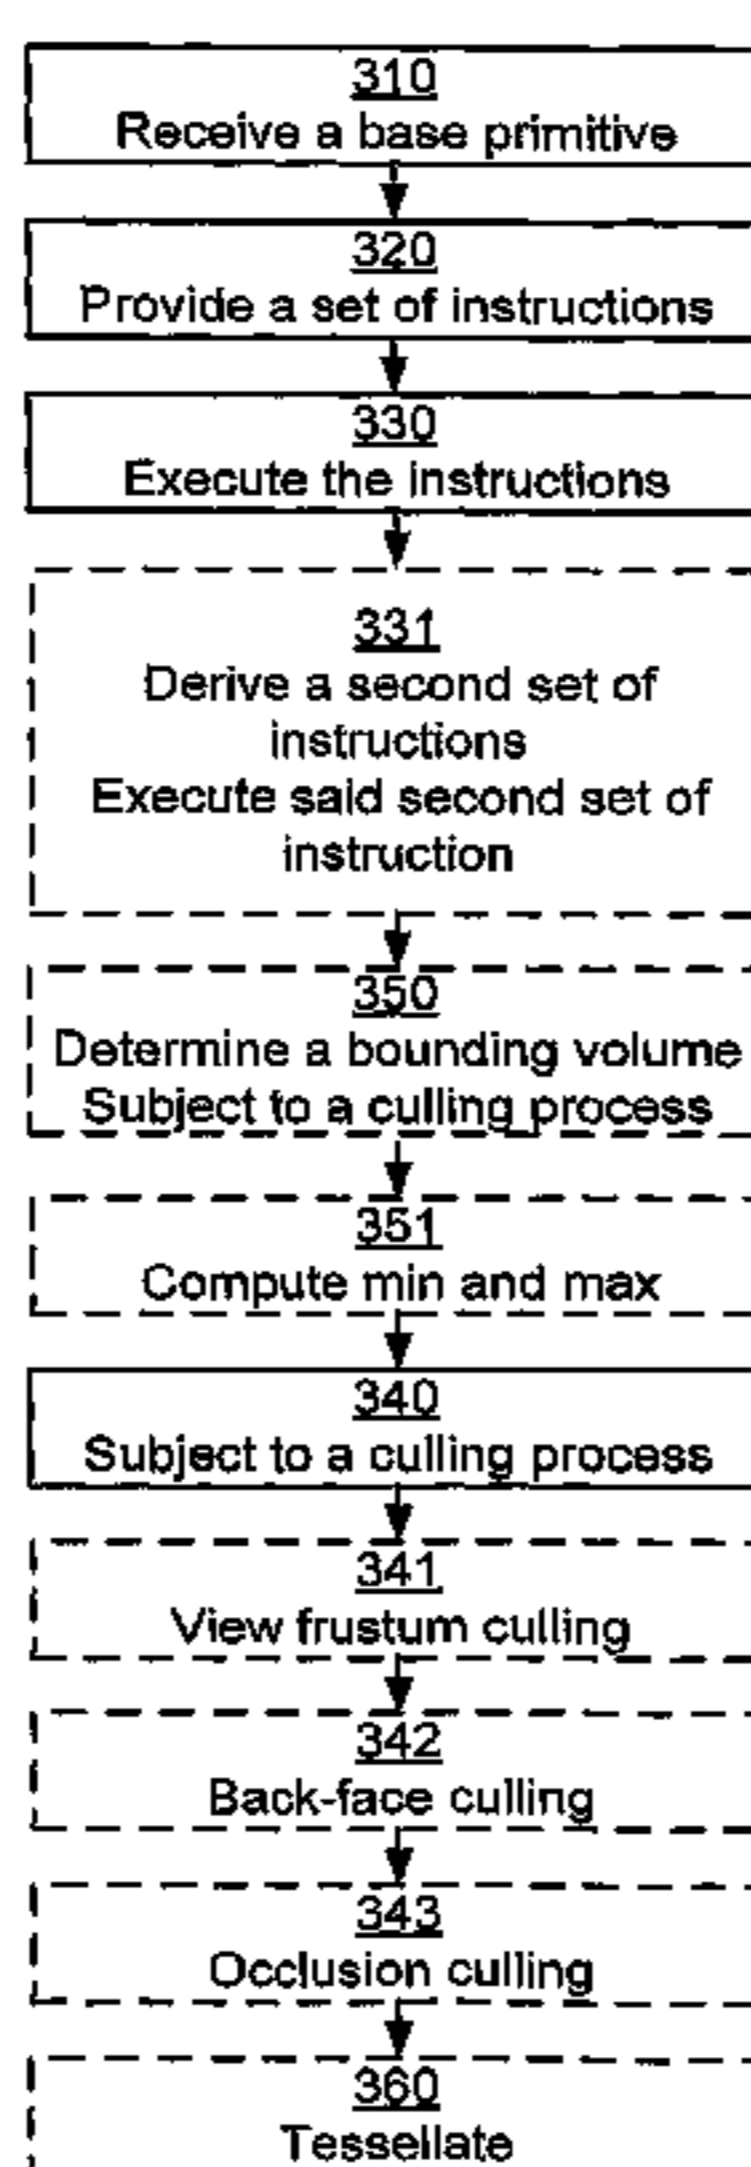 310
Receive a base primitive
320
Provide a set of instructions
330
Execute the instructions
331
Derive a second set of
instructions
Execute said second set of
instruction
350
Determine a bounding volume
Subject to a culling process
351
Compute min and max
340
Subject to a culling process
341
View frustum culling
342
Back-face culling
343
Occlusion culling
360
Tessellate